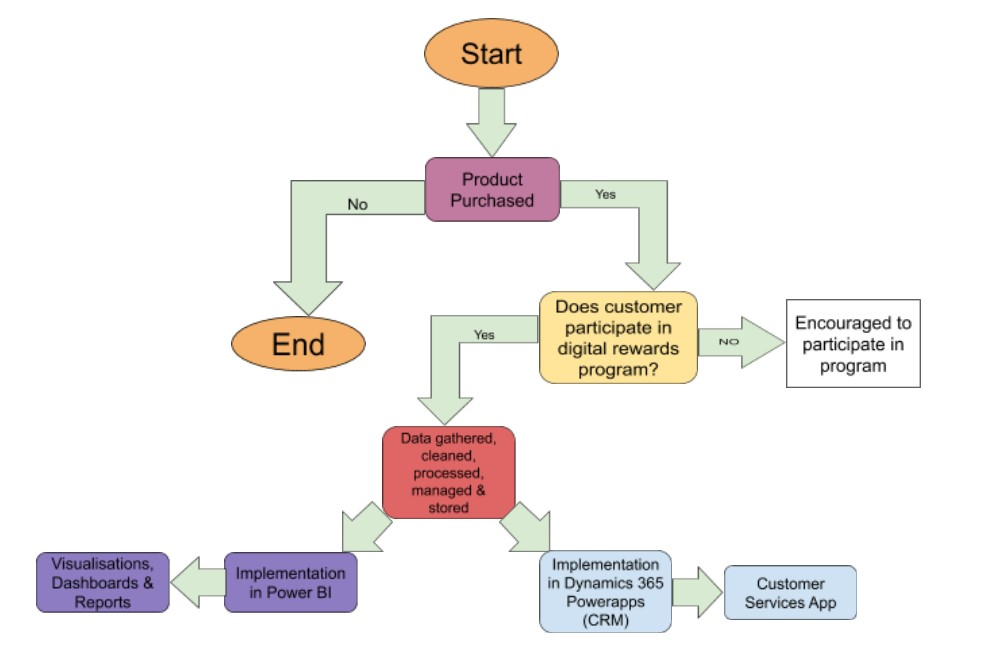 Start
Product
Purchased
No
Yes
End
Does customer
participate in
digital rewards
program?
Yes
NO
Encouraged to
participate in
program
Data gathered,
cleaned,
processed,
managed &
stored
Visualisations,
Dashboards &
Reports
Implementation
in Power BI
Implementation
in Dynamics 365
Powerapps
(CRM)
Customer
Services App